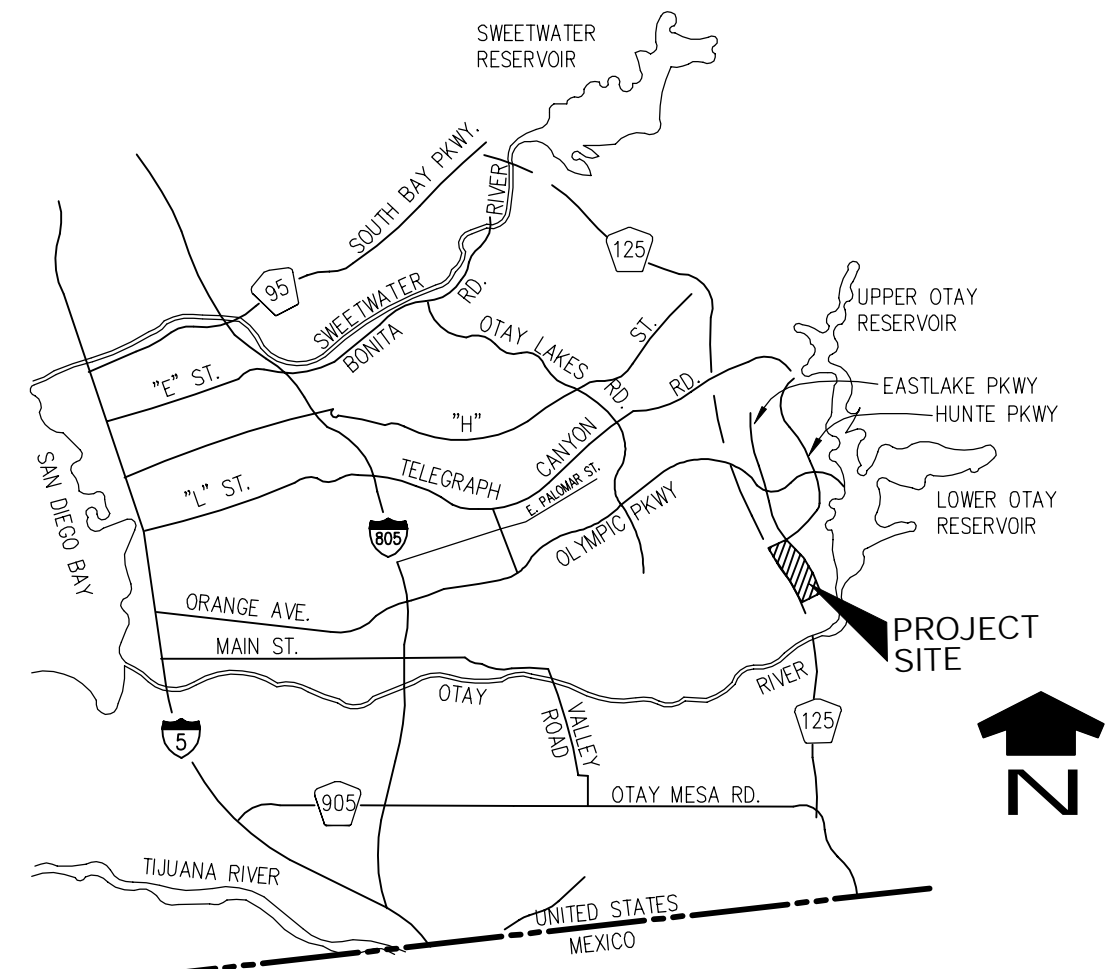 SWEETWATER
RESERVOIR
SOUTH BAY PKWY.
RIVER
125
95
SWEETWATER
RD.
BONITA
UPPER OTAY
RESERVOIR
OTAY LAKES
RD.
ST.
"E" ST.
RD.
EASTLAKE PKWY
HUNTE PKWY
"H"
CANYON
TELEGRAPH
SAN DIEGO BAY
"L" ST.
E. PALOMAR ST.
LOWER OTAY
RESERVOIR
OLYMPIC PKWY
805
ORANGE AVE.
PROJECT
SITE
MAIN ST.
RIVER
OTAY
VALLEY
ROAD
125
5
N
905
OTAY MESA RD.
TIJUANA RIVER
UNITED STATES
MEXICO